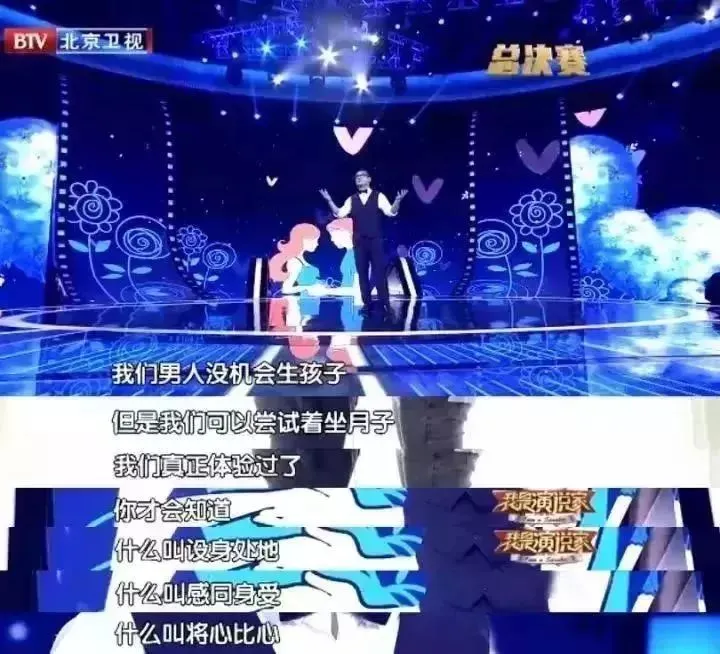 BTV 北京卫视
总决赛
我们男人没机会生孩子
但是我们可以尝试着坐月子
我们真正体验过了
你才会知道
我是演说家
什么叫设身处地
我是演说家
什么叫感同身受
什么叫将心比心